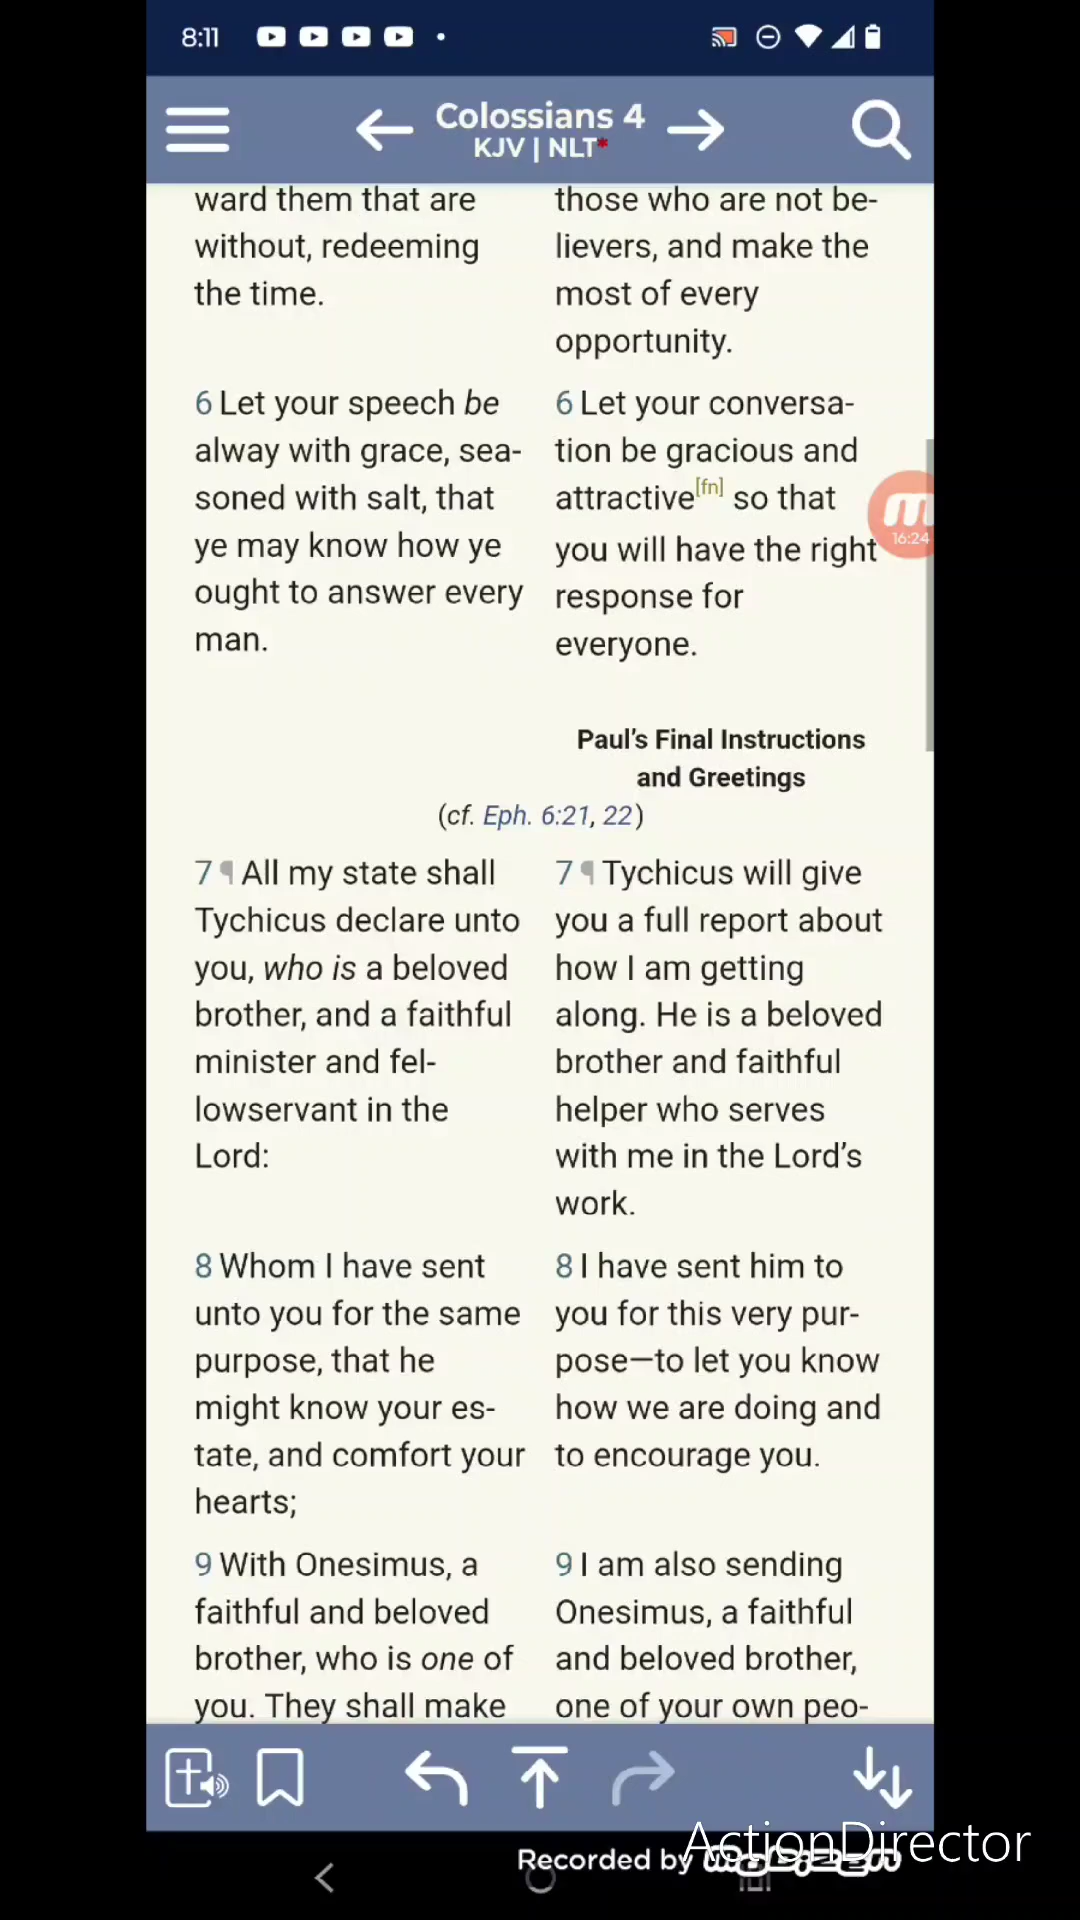 8:11
Colossians 4
KJV | NLT*
ward them that are
without, redeeming
the time.
those who are not be-
lievers, and make the
most of every
opportunity.
6 Let your speech be
alway with grace, sea-
soned with salt, that
ye may know how ye
ought to answer every
man.
6 Let your conversa-
tion be gracious and
attractive[fn] so that
you will have the right
response for
everyone.
16:24
Paul’s Final Instructions
and Greetings
(cf. Eph. 6:21, 22)
7 ¶ All my state shall
Tychicus declare unto
you, who is a beloved
brother, and a faithful
minister and fel-
lowservant in the
Lord:
7 ¶ Tychicus will give
you a full report about
how I am getting
along. He is a beloved
brother and faithful
helper who serves
with me in the Lord’s
work.
8 Whom I have sent
unto you for the same
purpose, that he
might know your es-
tate, and comfort your
hearts;
8 I have sent him to
you for this very pur-
pose—to let you know
how we are doing and
to encourage you.
9 With Onesimus, a
faithful and beloved
brother, who is one of
you. They shall make
9 I am also sending
Onesimus, a faithful
and beloved brother,
one of your own peo-
ActionDirector
Recorded by mobizen